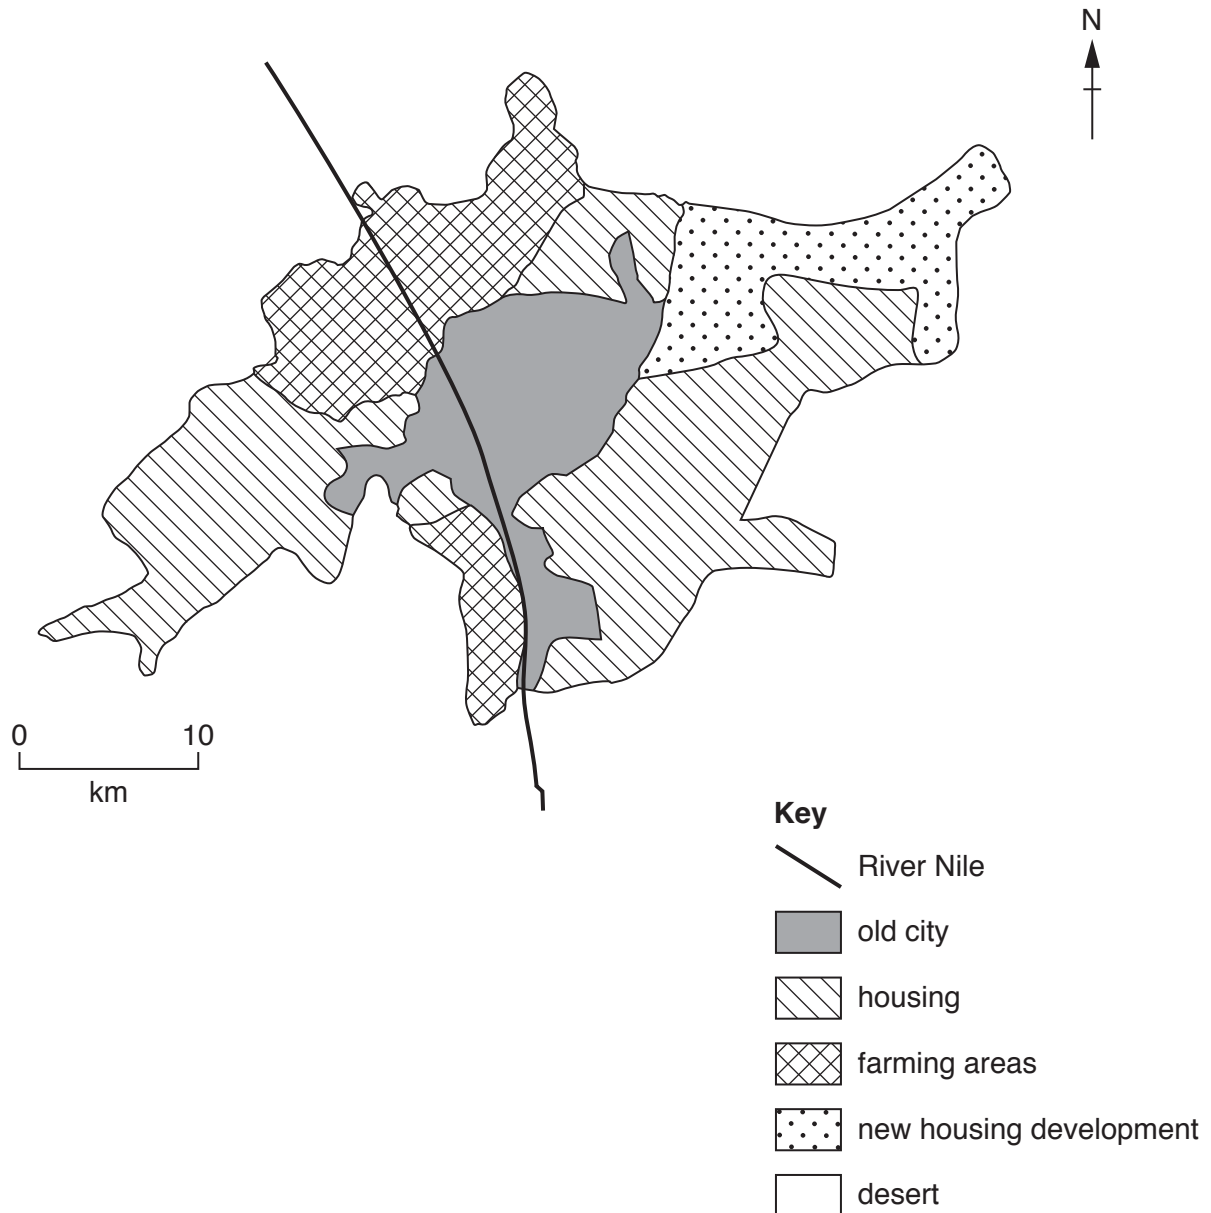 N
0 10
km
Key
River Nile
old city
housing
farming areas
new housing development
desert